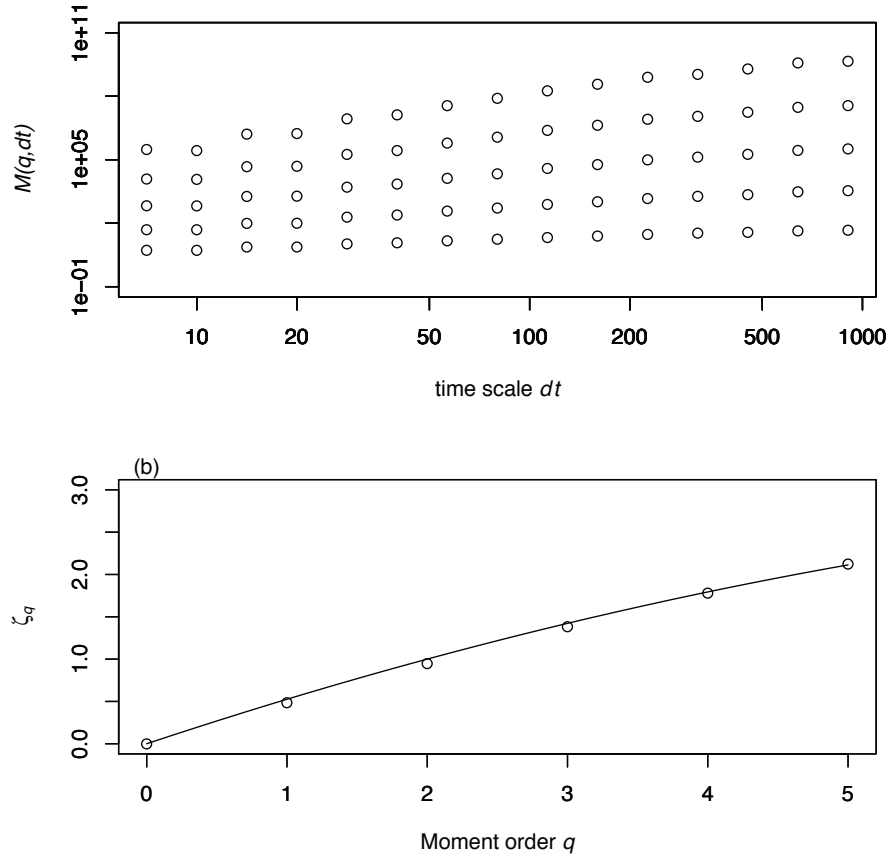 1e+11
1e+05
1e-01
M(q,dt)
10 20 50 100 200 500 1000
time scale dt
(b)
3.0
2.0
1.0
0.0
ζq
0 1 2 3 4 5
Moment order q